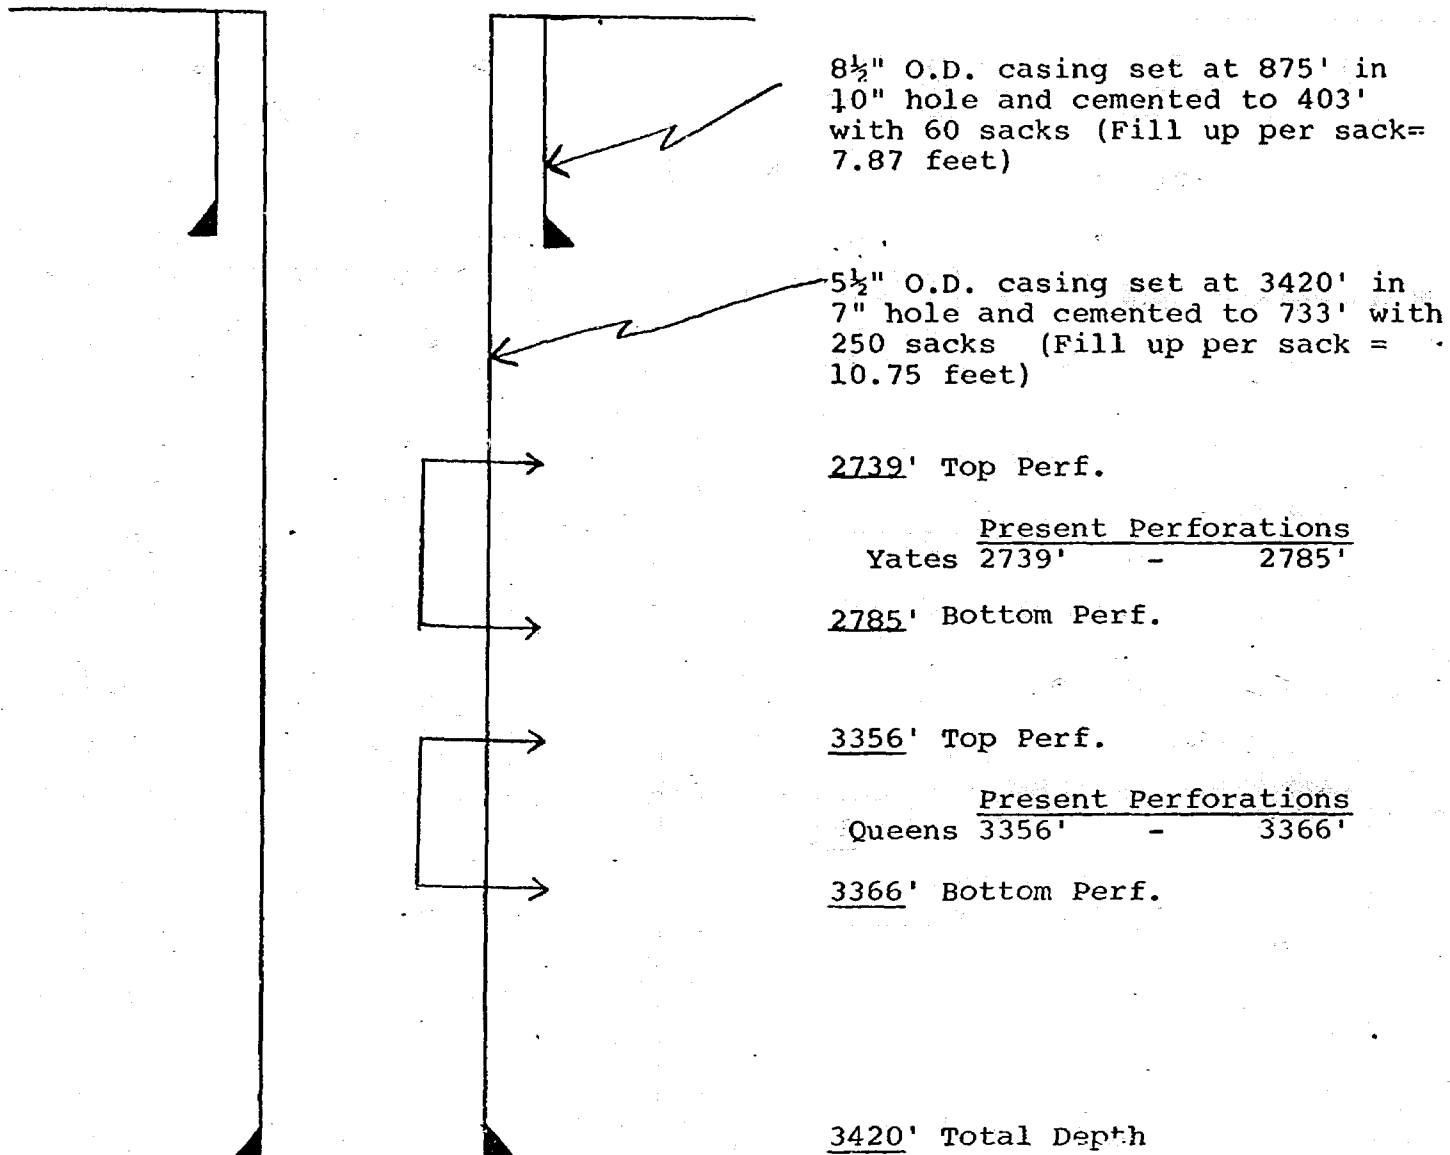 8½" O.D. casing set at 875' in
10" hole and cemented to 403'
with 60 sacks (Fill up per sack=
7.87 feet)
5½" O.D. casing set at 3420' in
7" hole and cemented to 733' with
250 sacks (Fill up per sack =
10.75 feet)
2739' Top Perf.
Present Perforations
Yates 2739' - 2785'
2785' Bottom Perf.
3356' Top Perf.
Present Perforations
Queens 3356' - 3366'
3366' Bottom Perf.
3420' Total Depth